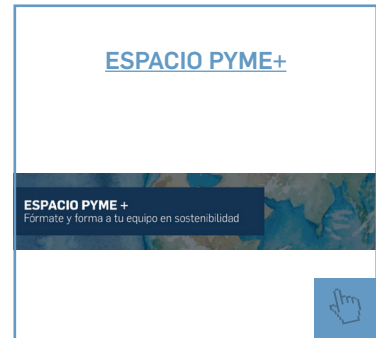 ESPACIO PYME+
ESPACIO PYME +
Fórmate y forma a tu equipo en sostenibilidad